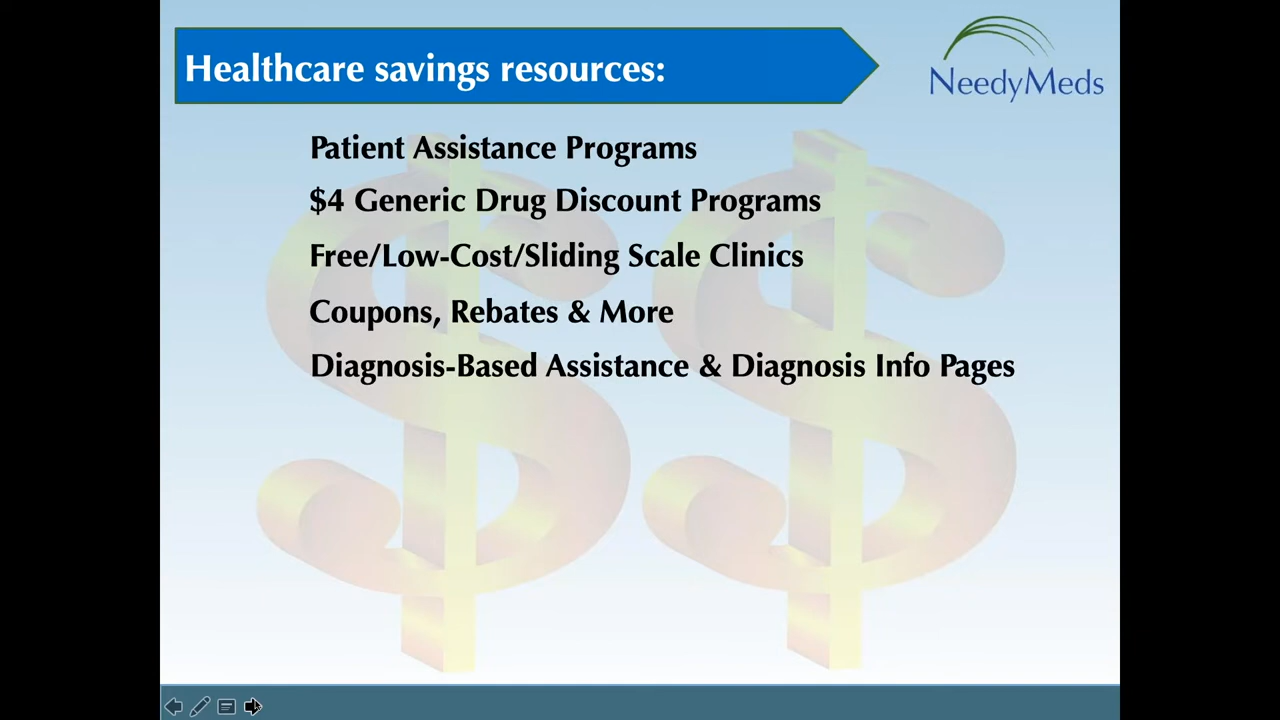 Healthcare savings resources:
NeedyMeds
Patient Assistance Programs
$4 Generic Drug Discount Programs
Free/Low-Cost/Sliding Scale Clinics
Coupons, Rebates & More
Diagnosis-Based Assistance & Diagnosis Info Pages